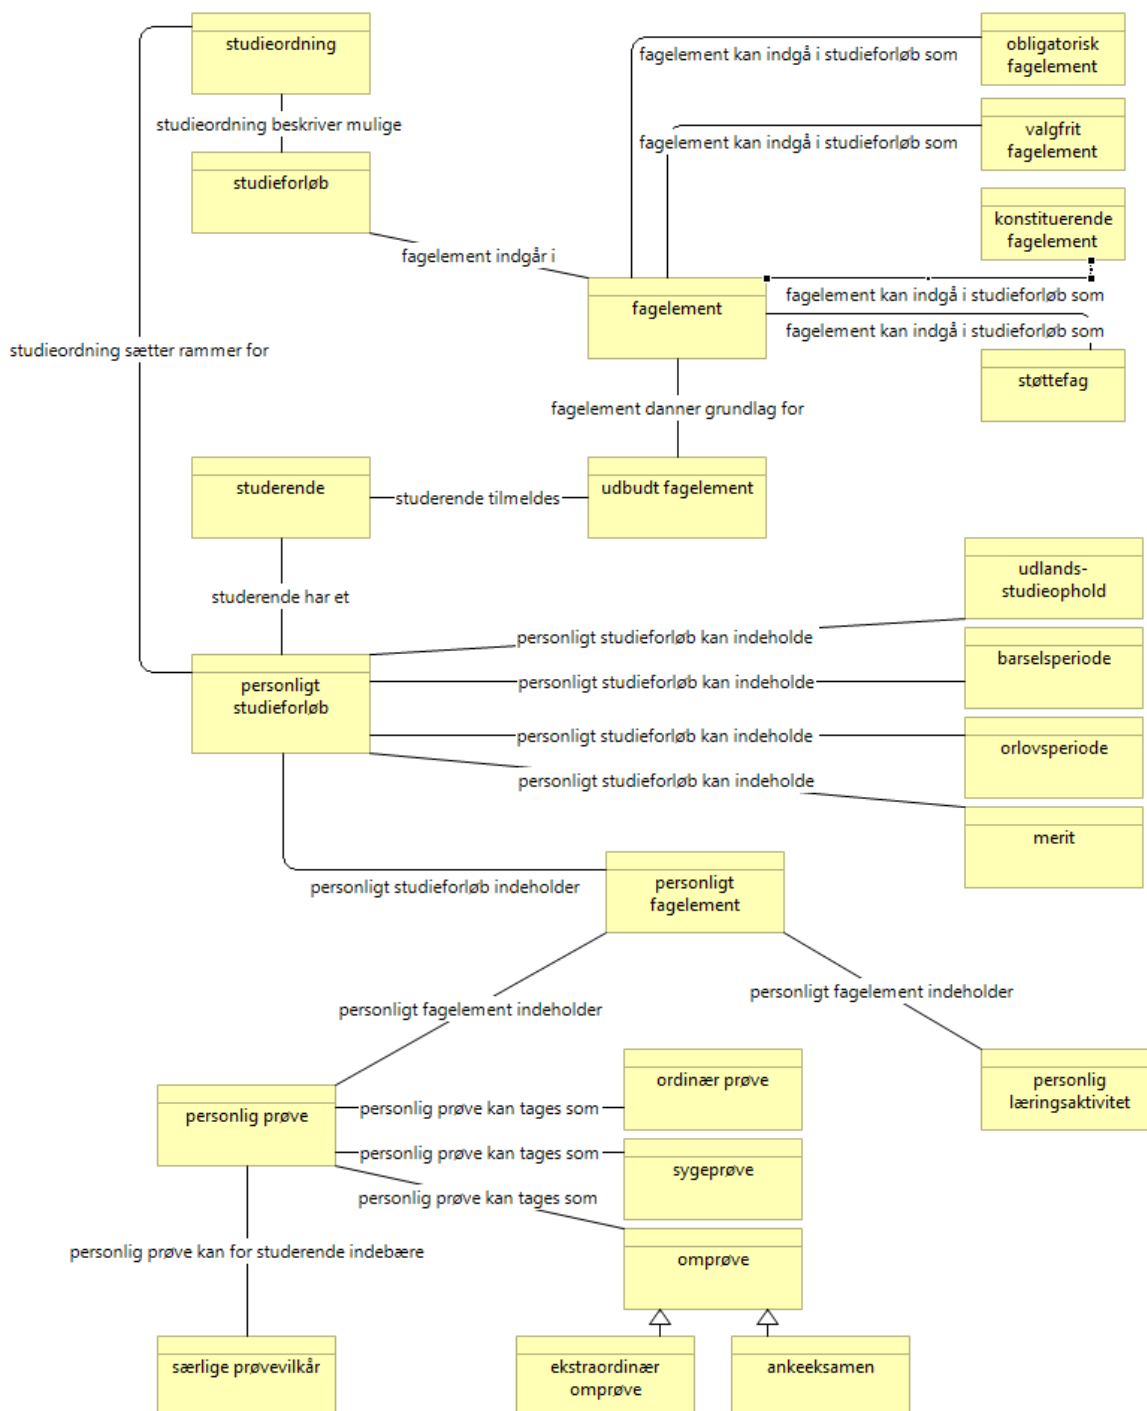 studieordning
obligatorisk
fagelement
fagelement kan indgå i studieforløb som
studieordning beskriver mulige
valgfrit
fagelement
fagelement kan indgå i studieforløb som
studieforløb
konstituerende
fagelement
fagelement indgår i
fagelement
fagelement kan indgå i studieforløb som
fagelement kan indgå i studieforløb som
studieordning sætter rammer for
støttefag
fagelement danner grundlag for
studerende
studerende tilmeldes
udbudt fagelement
udlands-
studieophold
studerende har et
personligt studieforløb kan indeholde
barselsperiode
personligt
studieforløb
personligt studieforløb kan indeholde
orlovsperiode
personligt studieforløb kan indeholde
personligt studieforløb kan indeholde
merit
personligt studieforløb indeholder
personligt
fagelement
personligt fagelement indeholder
personligt fagelement indeholder
ordinær prøve
personlig
læringsaktivitet
personlig prøve
personlig prøve kan tages som
personlig prøve kan tages som
sygeprøve
personlig prøve kan tages som
personlig prøve kan for studerende indebære
omprøve
særlige prøvevilkår
ekstraordinær
omprøve
ankeeksamen